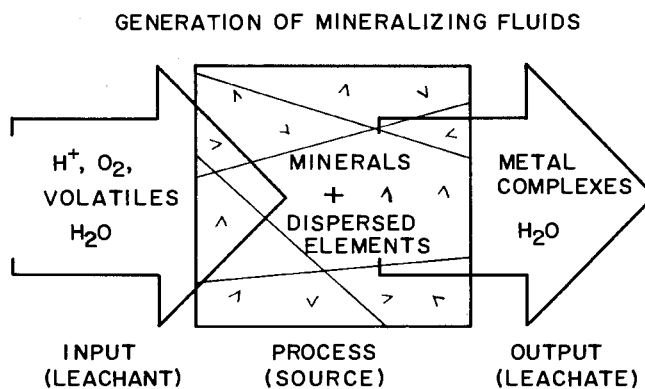 GENERATION OF MINERALIZING FLUIDS
H⁺, O₂,
VOLATILES
H₂O
MINERALS
+
DISPERSED
ELEMENTS
METAL
COMPLEXES
H₂O
INPUT
(LEACHANT)
PROCESS
(SOURCE)
OUTPUT
(LEACHATE)